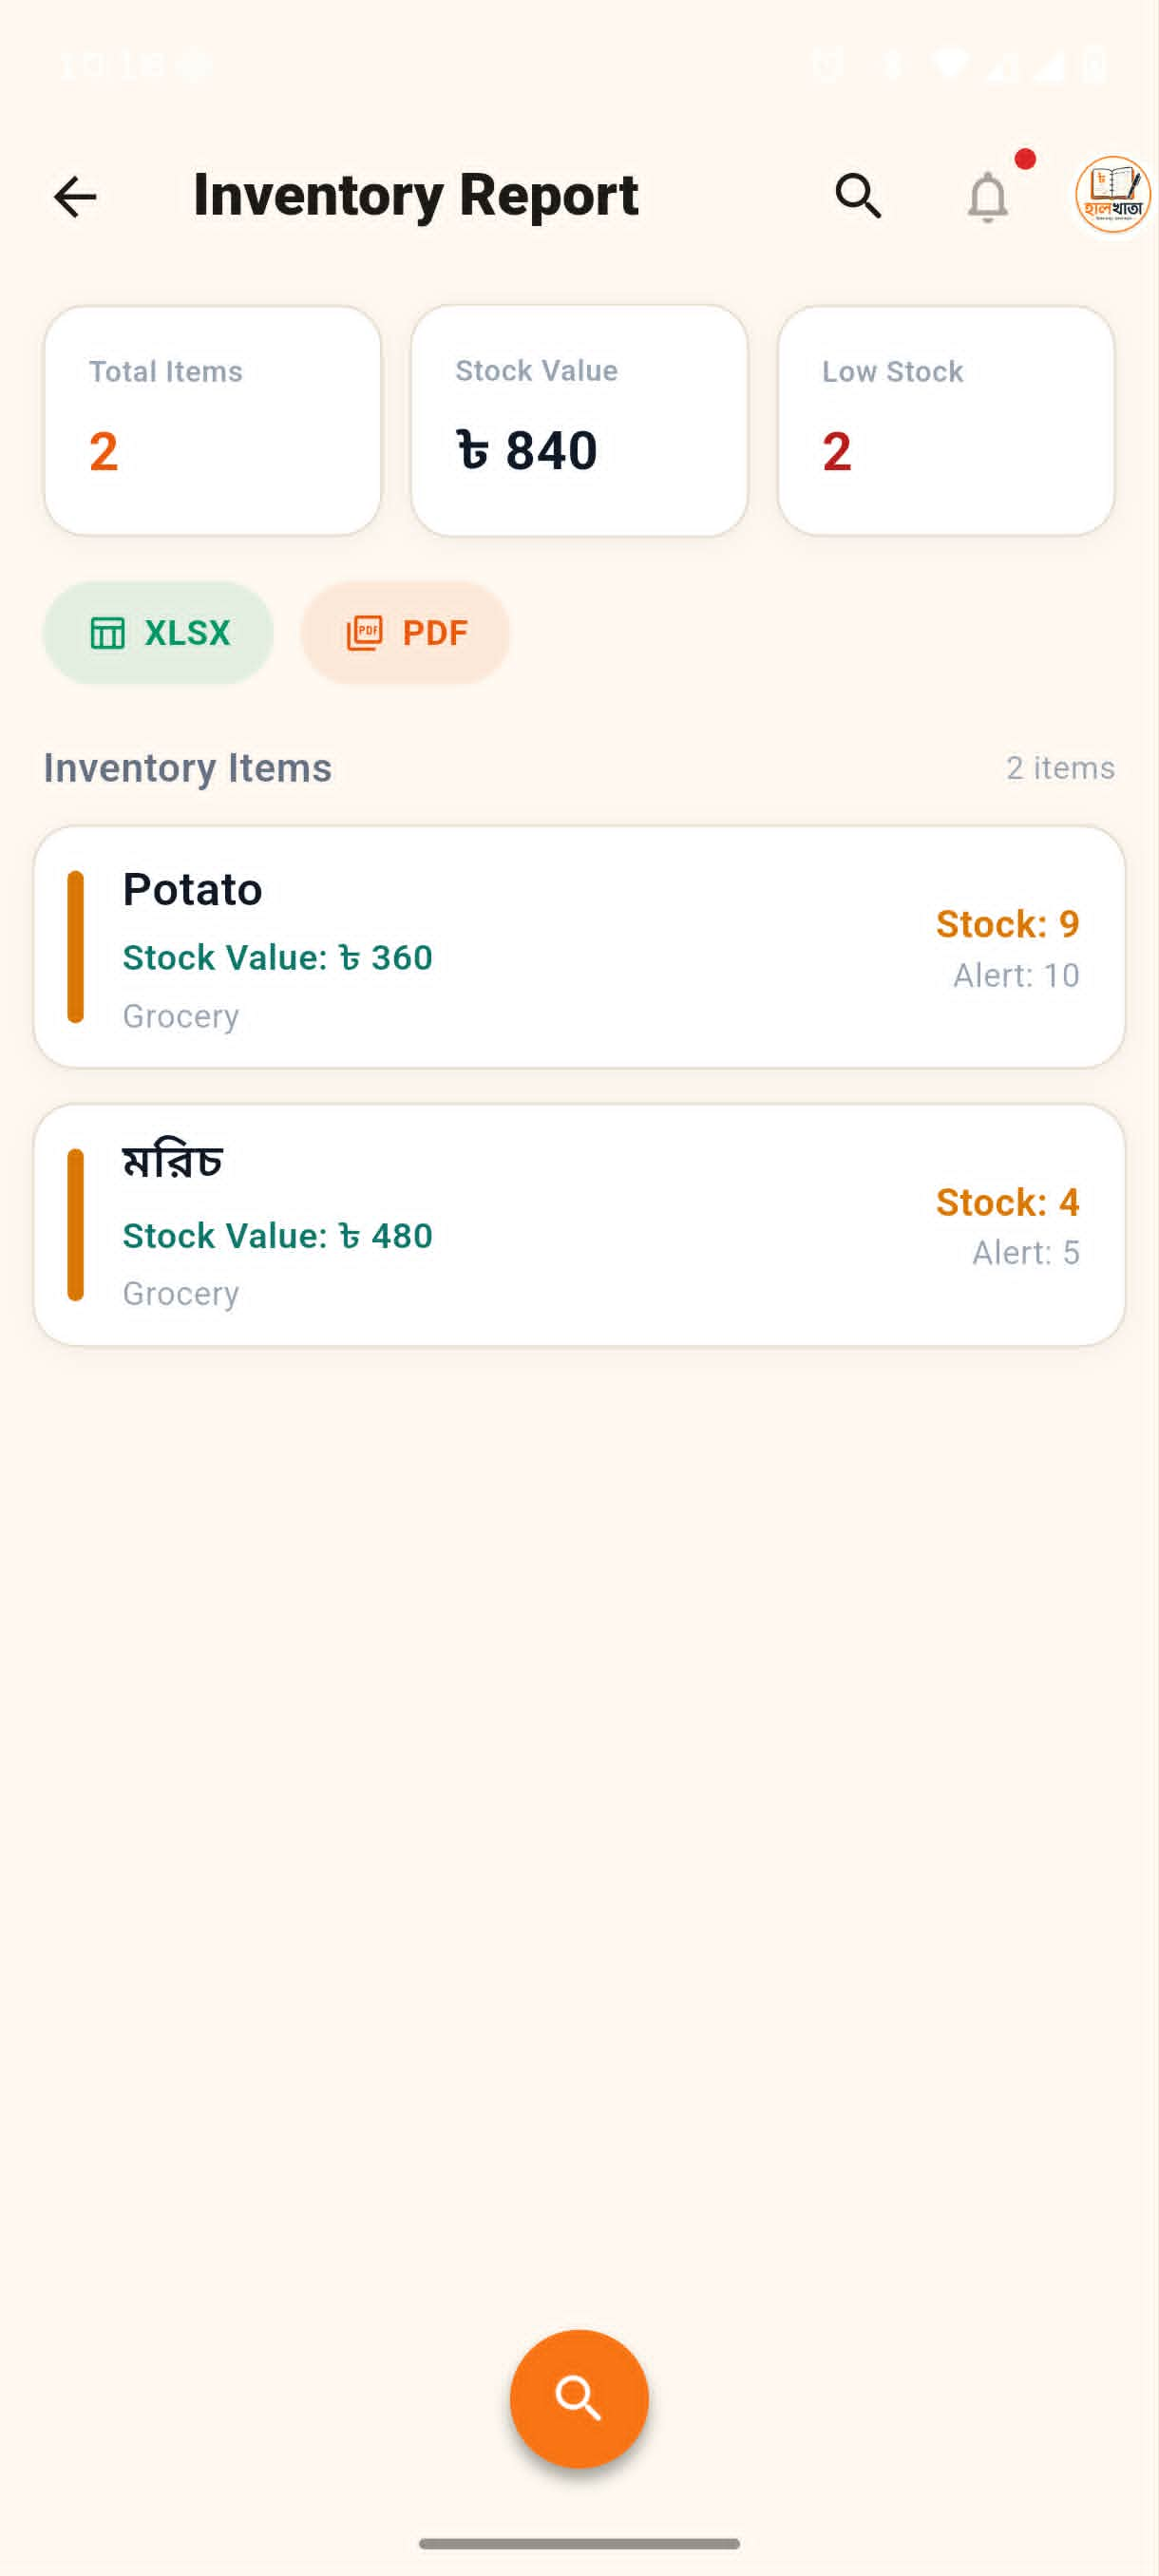 Inventory Report
হালখাতা
Total Items
2
Stock Value
৳ 840
Low Stock
2
XLSX
PDF
Inventory Items
2 items
Potato
Stock Value: ৳ 360
Grocery
Stock: 9
Alert: 10
মরিচ
Stock Value: ৳ 480
Grocery
Stock: 4
Alert: 5